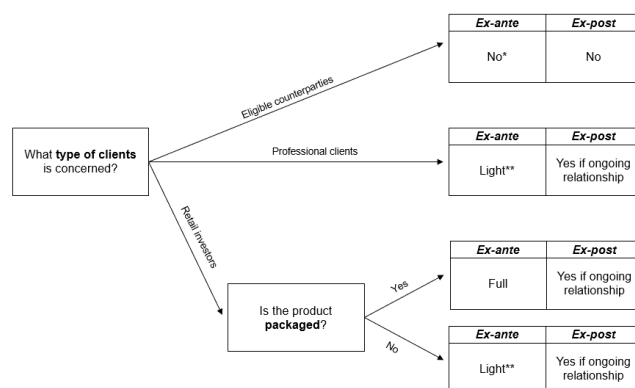 Ex-ante Ex-post
No* No
Eligible counterparties
What type of clients
is concerned?
Professional clients
Ex-ante Ex-post
Light** Yes if ongoing
relationship
Retail investors
Is the product
packaged?
Yes
Ex-ante Ex-post
Full Yes if ongoing
relationship
No
Ex-ante Ex-post
Light** Yes if ongoing
relationship